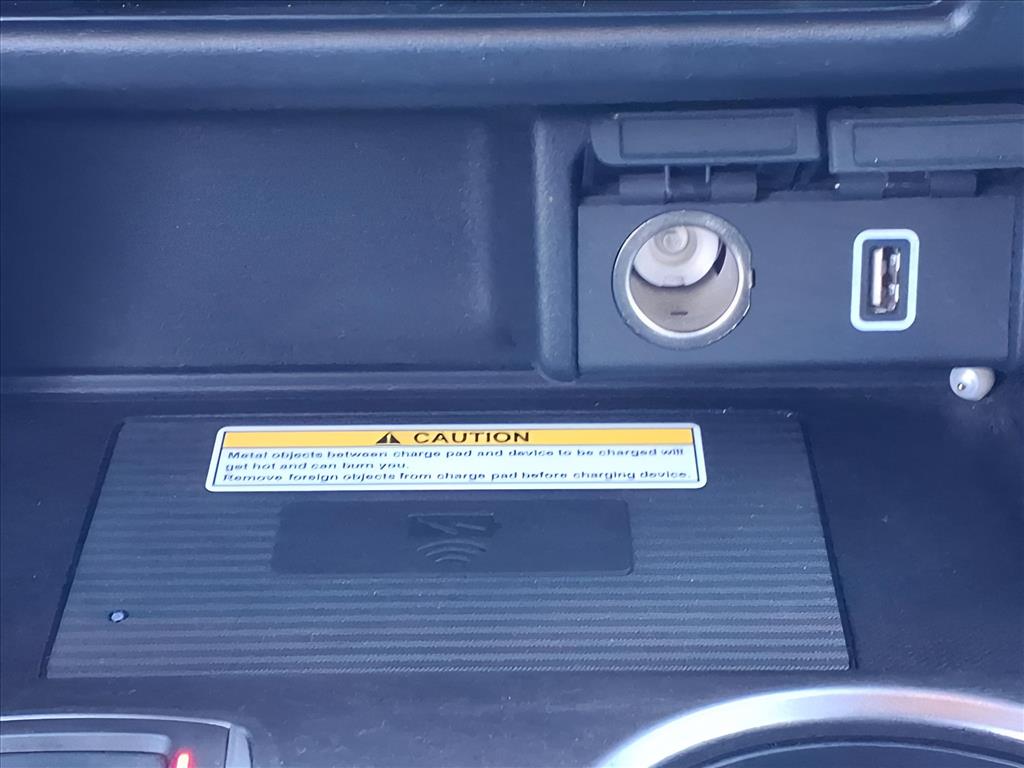 CAUTION
Metal objects between charge pad and device to be charged will
get hot and can burn you.
Remove foreign objects from charge pad before charging device.